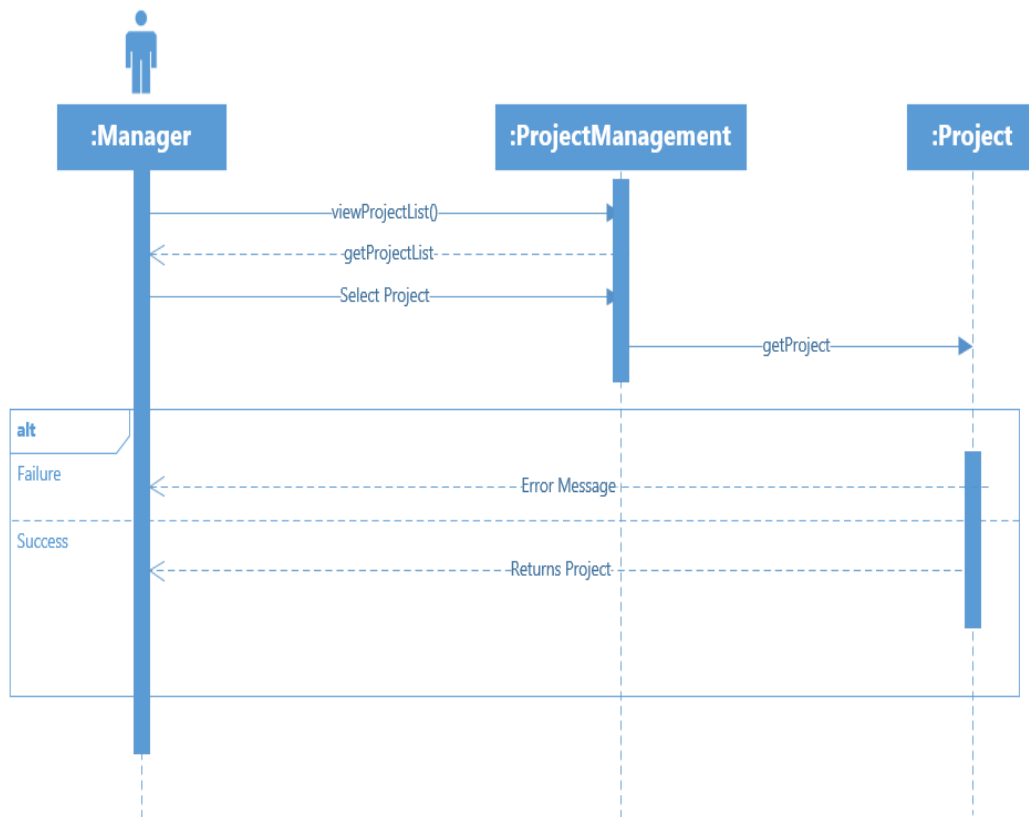 :Manager
:ProjectManagement
:Project
viewProjectList()
getProjectList
Select Project
getProject
alt
Failure
Error Message
Success
Returns Project